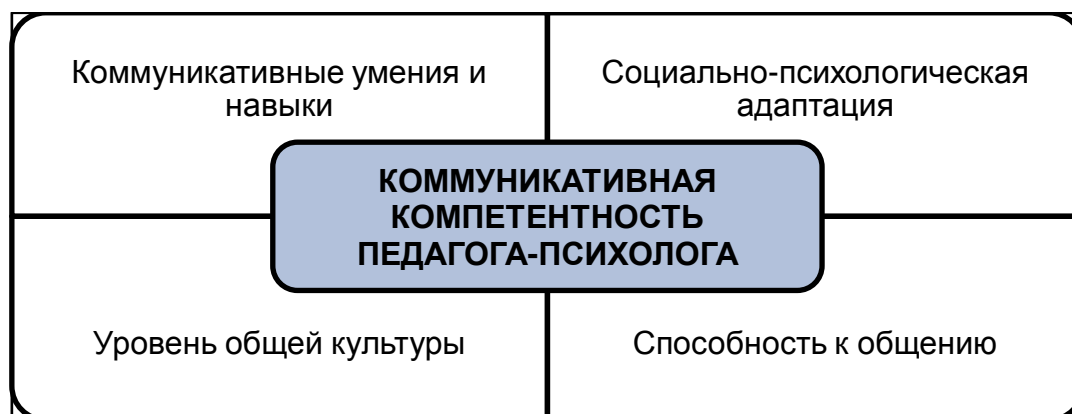 Коммуникативные умения и
навыки
Социально-психологическая
адаптация
КОММУНИКАТИВНАЯ
КОМПЕТЕНТНОСТЬ
ПЕДАГОГА-ПСИХОЛОГА
Уровень общей культуры
Способность к общению